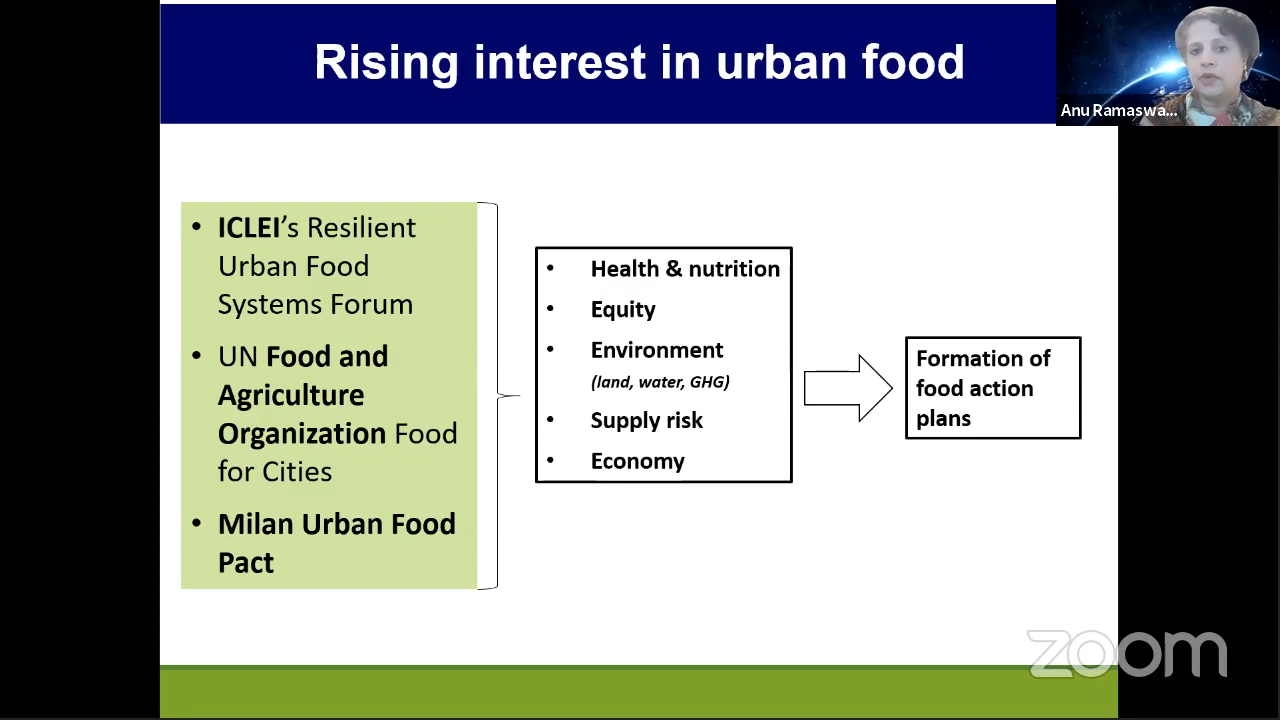 Rising interest in urban food
Anu Ramaswa...
• ICLEI’s Resilient
Urban Food
Systems Forum
• UN Food and
Agriculture
Organization Food
for Cities
• Milan Urban Food
Pact
• Health & nutrition
• Equity
• Environment
(land, water, GHG)
• Supply risk
• Economy
Formation of
food action
plans
zoom